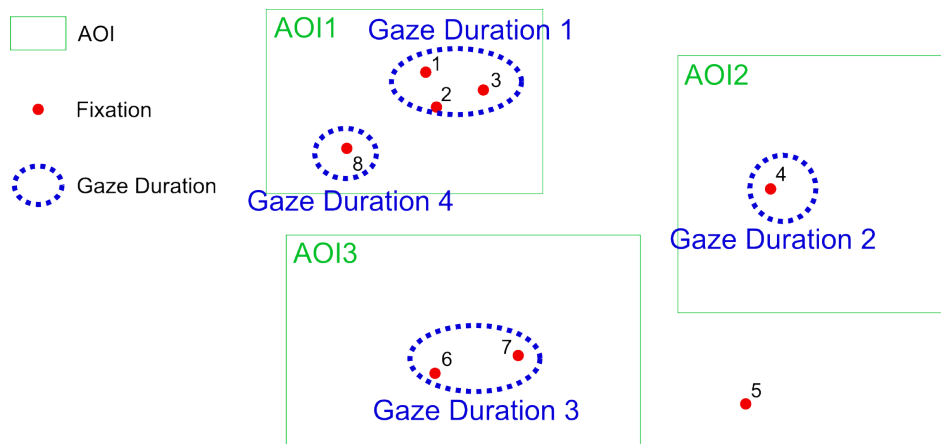 AOI
Fixation
Gaze Duration
AOI1
Gaze Duration 1
1
2
3
8
Gaze Duration 4
AOI2
4
Gaze Duration 2
AOI3
6
7
Gaze Duration 3
5